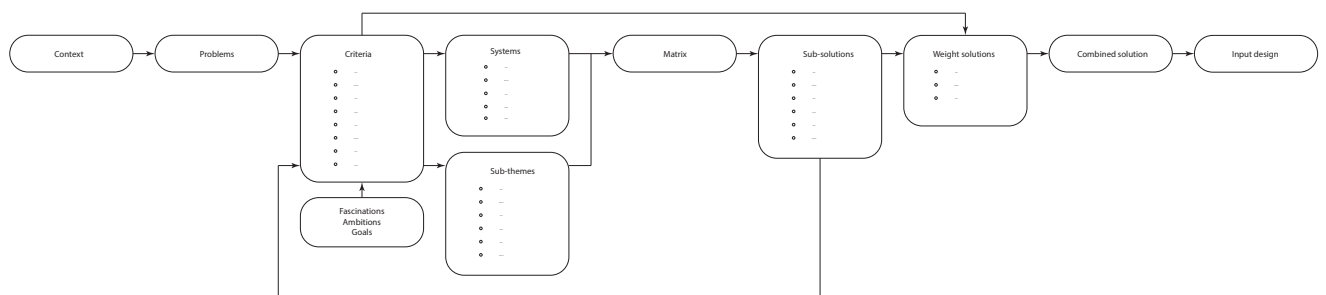 Context
Problems
Criteria
Systems
Matrix
Sub-solutions
Weight solutions
Combined solution
Input design
Sub-themes
Fascinations
Ambitions
Goals